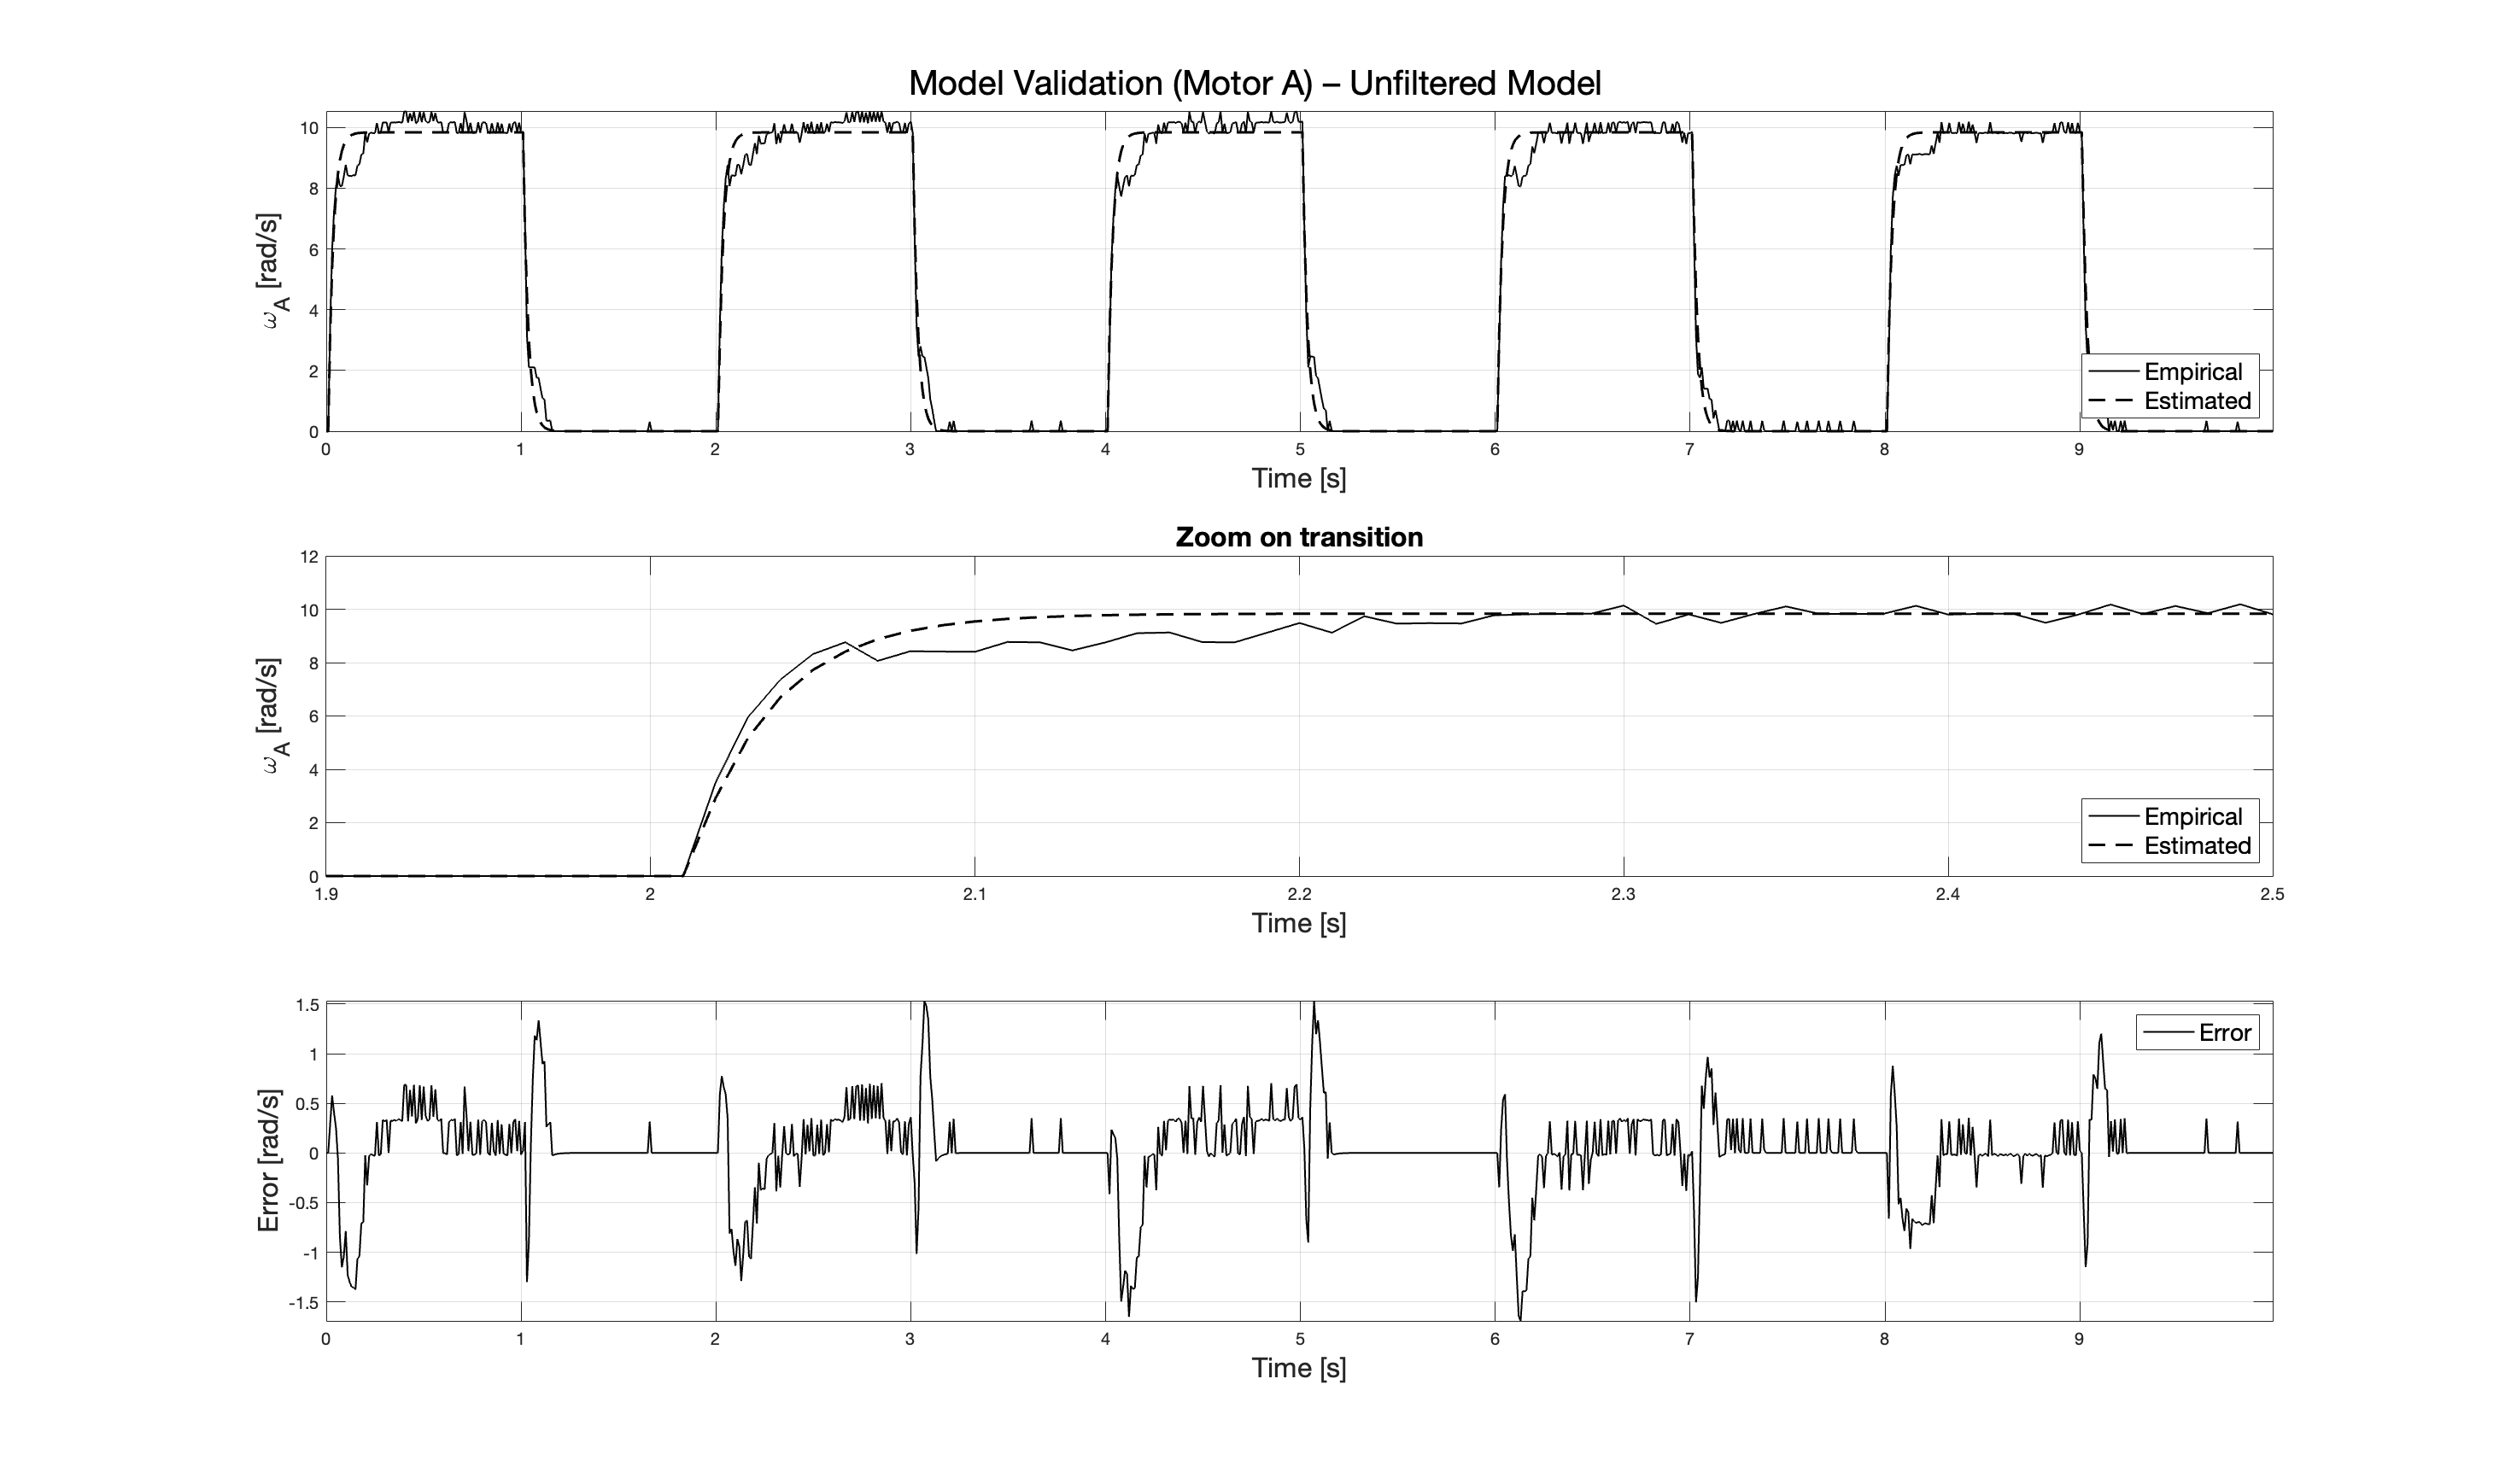 Model Validation (Motor A) – Unfiltered Model
10
8
6
4
2
0
ω_A [rad/s]
0 1 2 3 4 5 6 7 8 9
Time [s]
Empirical
Estimated
Zoom on transition
12
10
8
6
4
2
0
ω_A [rad/s]
1.9 2 2.1 2.2 2.3 2.4 2.5
Time [s]
Empirical
Estimated
1.5
1
0.5
0
-0.5
-1
-1.5
Error [rad/s]
0 1 2 3 4 5 6 7 8 9
Time [s]
Error